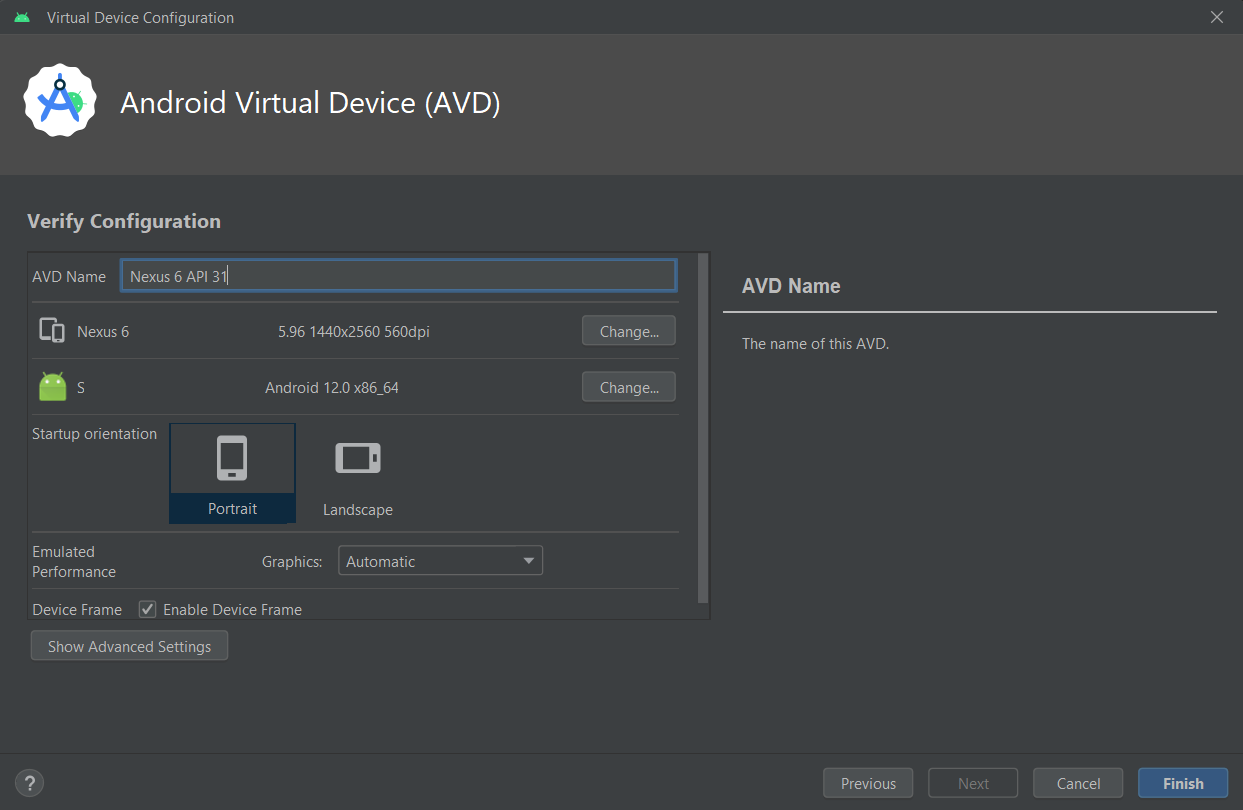 Virtual Device Configuration
Android Virtual Device (AVD)
Verify Configuration
AVD Name
Nexus 6 API 31
Nexus 6
5.96 1440x2560 560dpi
Change...
S
Android 12.0 x86_64
Change...
Startup orientation
Portrait
Landscape
Emulated
Performance
Graphics:
Automatic
Device Frame
Enable Device Frame
Show Advanced Settings
AVD Name
The name of this AVD.
?
Previous
Next
Cancel
Finish